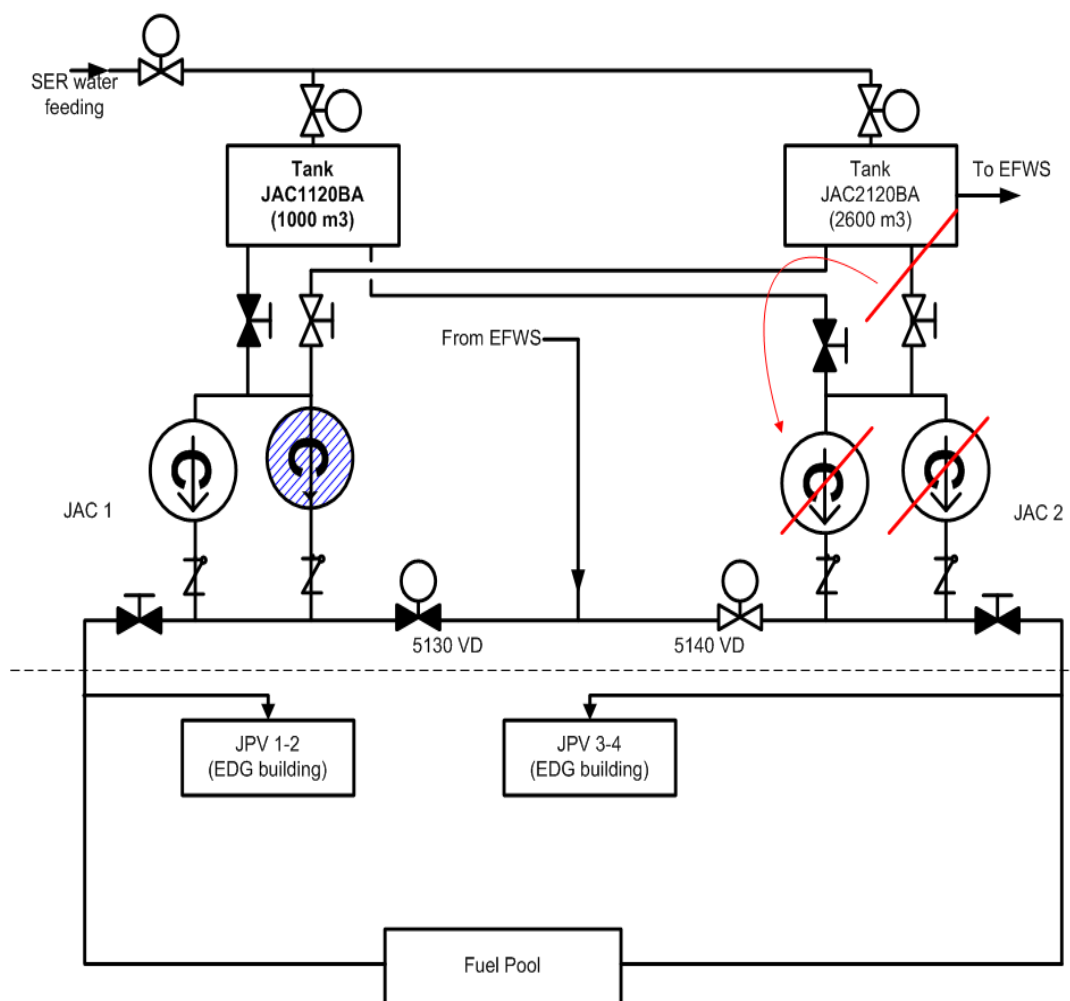 SER water
feeding
Tank
JAC1120BA
(1000 m3)
Tank
JAC2120BA
(2600 m3)
To EFWS
From EFWS
JAC 1
JAC 2
5130 VD
5140 VD
JPV 1-2
(EDG building)
JPV 3-4
(EDG building)
Fuel Pool